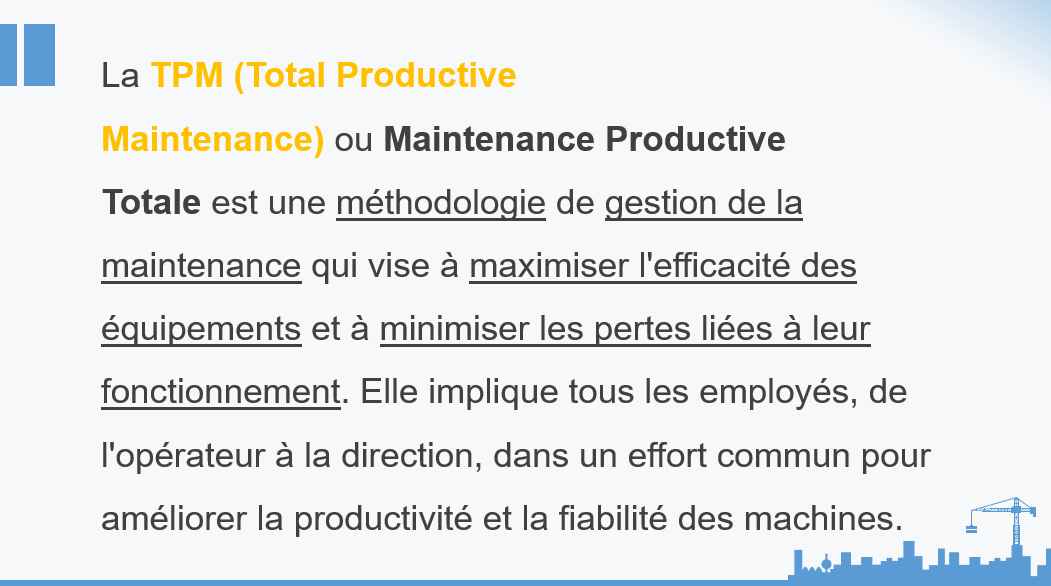 La TPM (Total Productive
Maintenance) ou Maintenance Productive
Totale est une méthodologie de gestion de la
maintenance qui vise à maximiser l'efficacité des
équipements et à minimiser les pertes liées à leur
fonctionnement. Elle implique tous les employés, de
l'opérateur à la direction, dans un effort commun pour
améliorer la productivité et la fiabilité des machines.